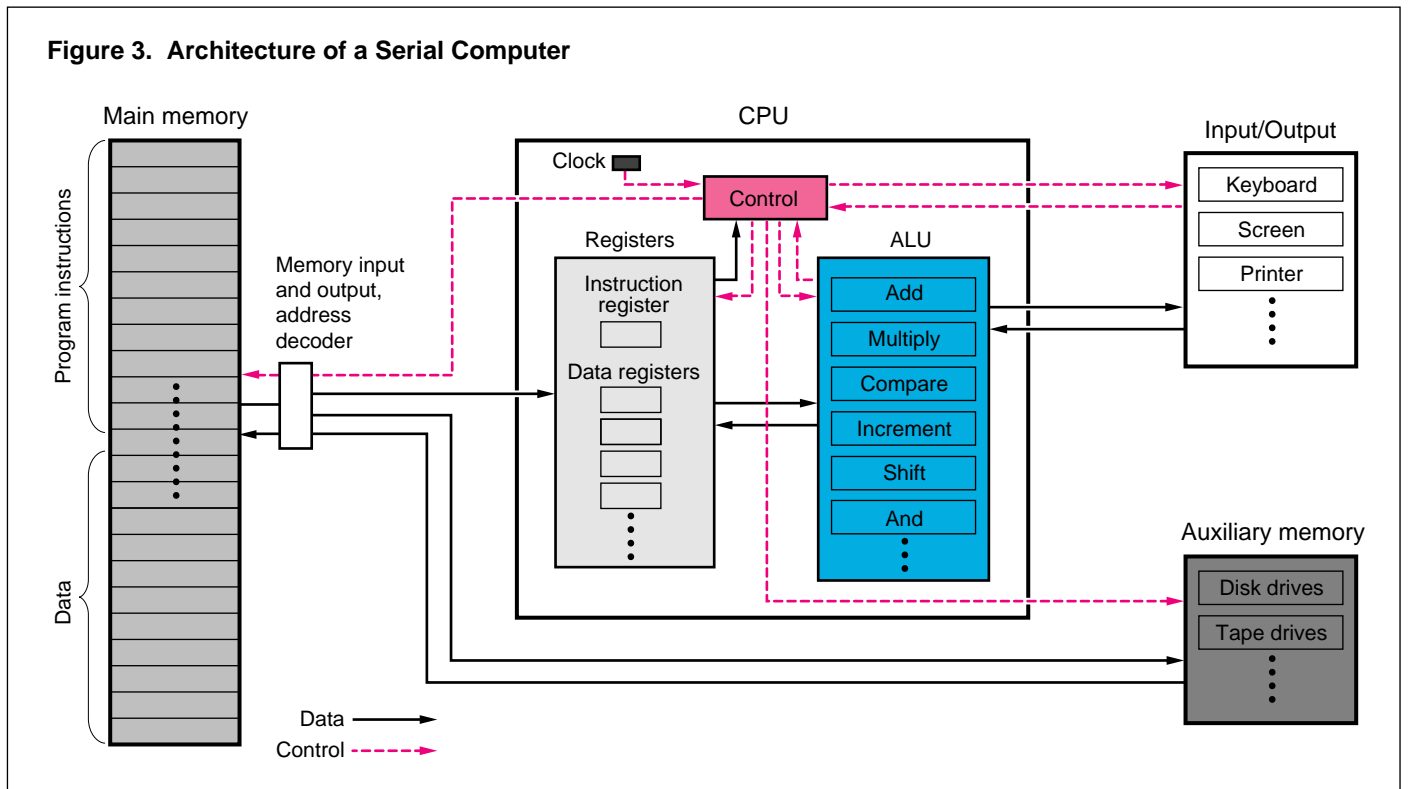 Figure 3. Architecture of a Serial Computer
Main memory
CPU
Input/Output
Clock
Control
Keyboard
Screen
Printer
Program instructions
Memory input
and output,
address
decoder
Registers
Instruction
register
Data registers
ALU
Add
Multiply
Compare
Increment
Shift
And
Data
Auxiliary memory
Disk drives
Tape drives
Data
Control